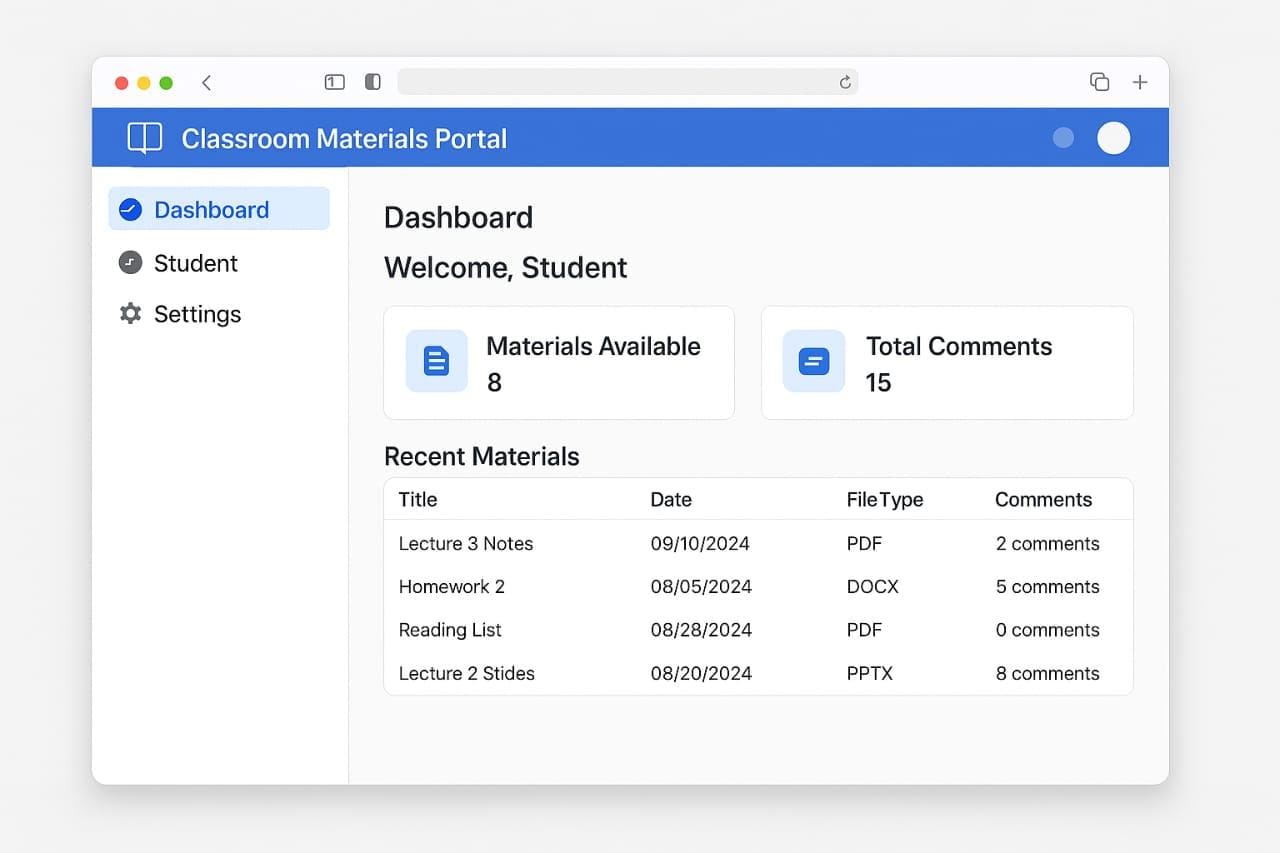 Classroom Materials Portal
Dashboard
Student
Settings
Dashboard
Welcome, Student
Materials Available
8
Total Comments
15
Recent Materials
Title Date FileType Comments
Lecture 3 Notes 09/10/2024 PDF 2 comments
Homework 2 08/05/2024 DOCX 5 comments
Reading List 08/28/2024 PDF 0 comments
Lecture 2 Stides 08/20/2024 PPTX 8 comments